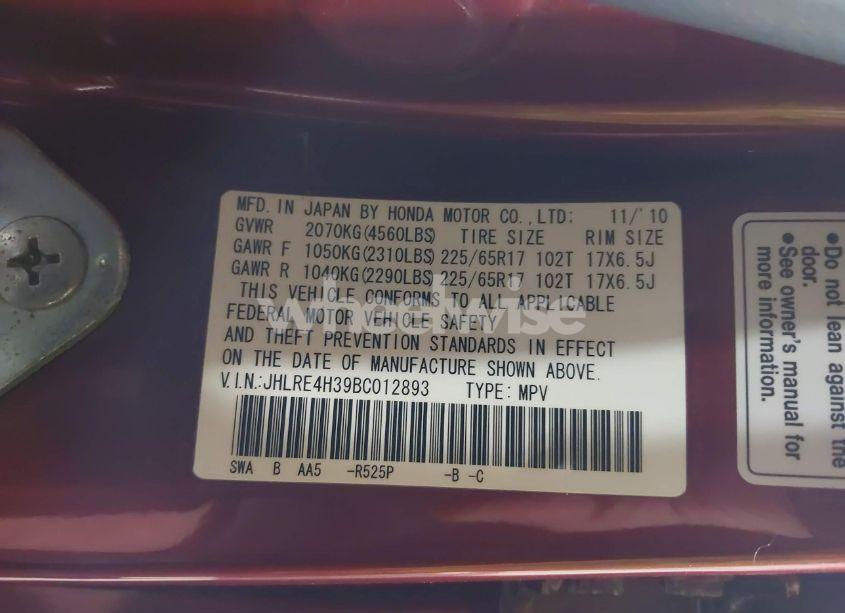 MFD. IN JAPAN BY HONDA MOTOR CO., LTD: 11/'10
GVWR 2070KG(4560LBS) TIRE SIZE RIM SIZE
GAWR F 1050KG(2310LBS) 225/65R17 102T 17X6.5J
GAWR R 1040KG(2290LBS) 225/65R17 102T 17X6.5J
THIS VEHICLE CONFORMS TO ALL APPLICABLE
FEDERAL MOTOR VEHICLE SAFETY
AND THEFT PREVENTION STANDARDS IN EFFECT
ON THE DATE OF MANUFACTURE SHOWN ABOVE.
V.I.N.:JHLRE4H39BC012893 TYPE: MPV
SWA B AA5 -R525P -B -C
wheelwise
●Do not lean against the
door.
●See owner's manual for
more information.